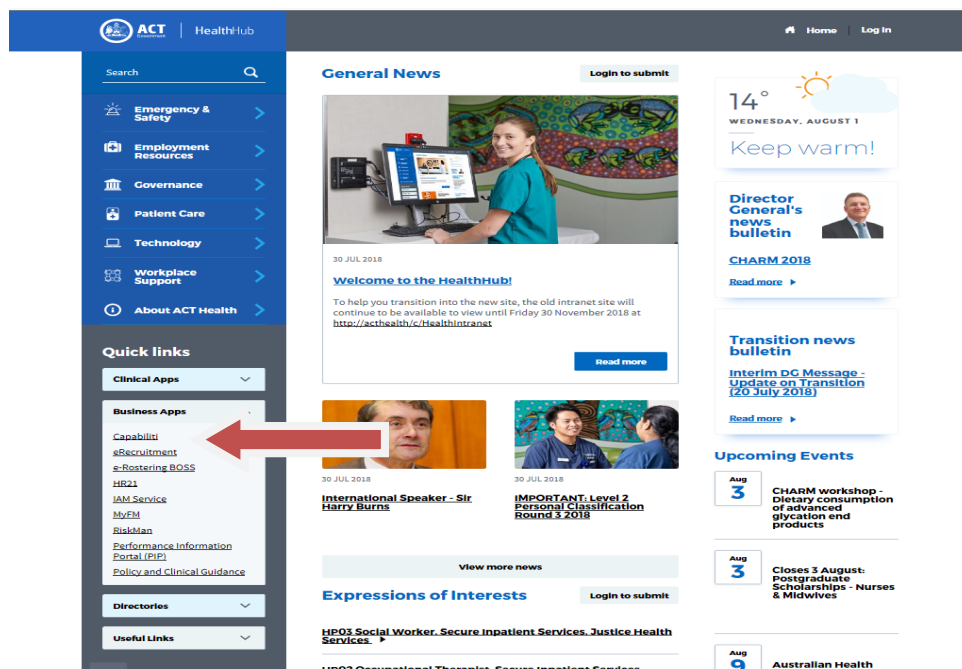 ACT
Government
HealthHub
Home
Log In
Search
Emergency &
Safety
Employment
Resources
Governance
Patient Care
Technology
Workplace
Support
About ACT Health
Quick links
Clinical Apps
Business Apps
Capabiliti
eRecruitment
e-Rostering BOSS
HR21
IAM Service
MyFM
RiskMan
Performance Information
Portal (PIP)
Policy and Clinical Guidance
Directories
Useful Links
General News
Login to submit
30 JUL 2018
Welcome to the HealthHub!
To help you transition into the new site, the old intranet site will
continue to be available to view until Friday 30 November 2018 at
http://acthealth/c/HealthIntranet
Read more
30 JUL 2018
International Speaker - Sir
Harry Burns
30 JUL 2018
IMPORTANT: Level 2
Personal Classification
Round 3 2018
View more news
Expressions of Interests
Login to submit
HP03 Social Worker, Secure Inpatient Services, Justice Health
Services
HP03 Occupational Therapist, Secure Inpatient Services
14°
WEDNESDAY, AUGUST 1
Keep warm!
Director
General's
news
bulletin
CHARM 2018
Read more
Transition news
bulletin
Interim DG Message -
Update on Transition
(20 July 2018)
Read more
Upcoming Events
Aug
3
CHARM workshop -
Dietary consumption
of advanced
glycation end
products
Aug
3
Closes 3 August:
Postgraduate
Scholarships - Nurses
& Midwives
Aug
9
Australian Health